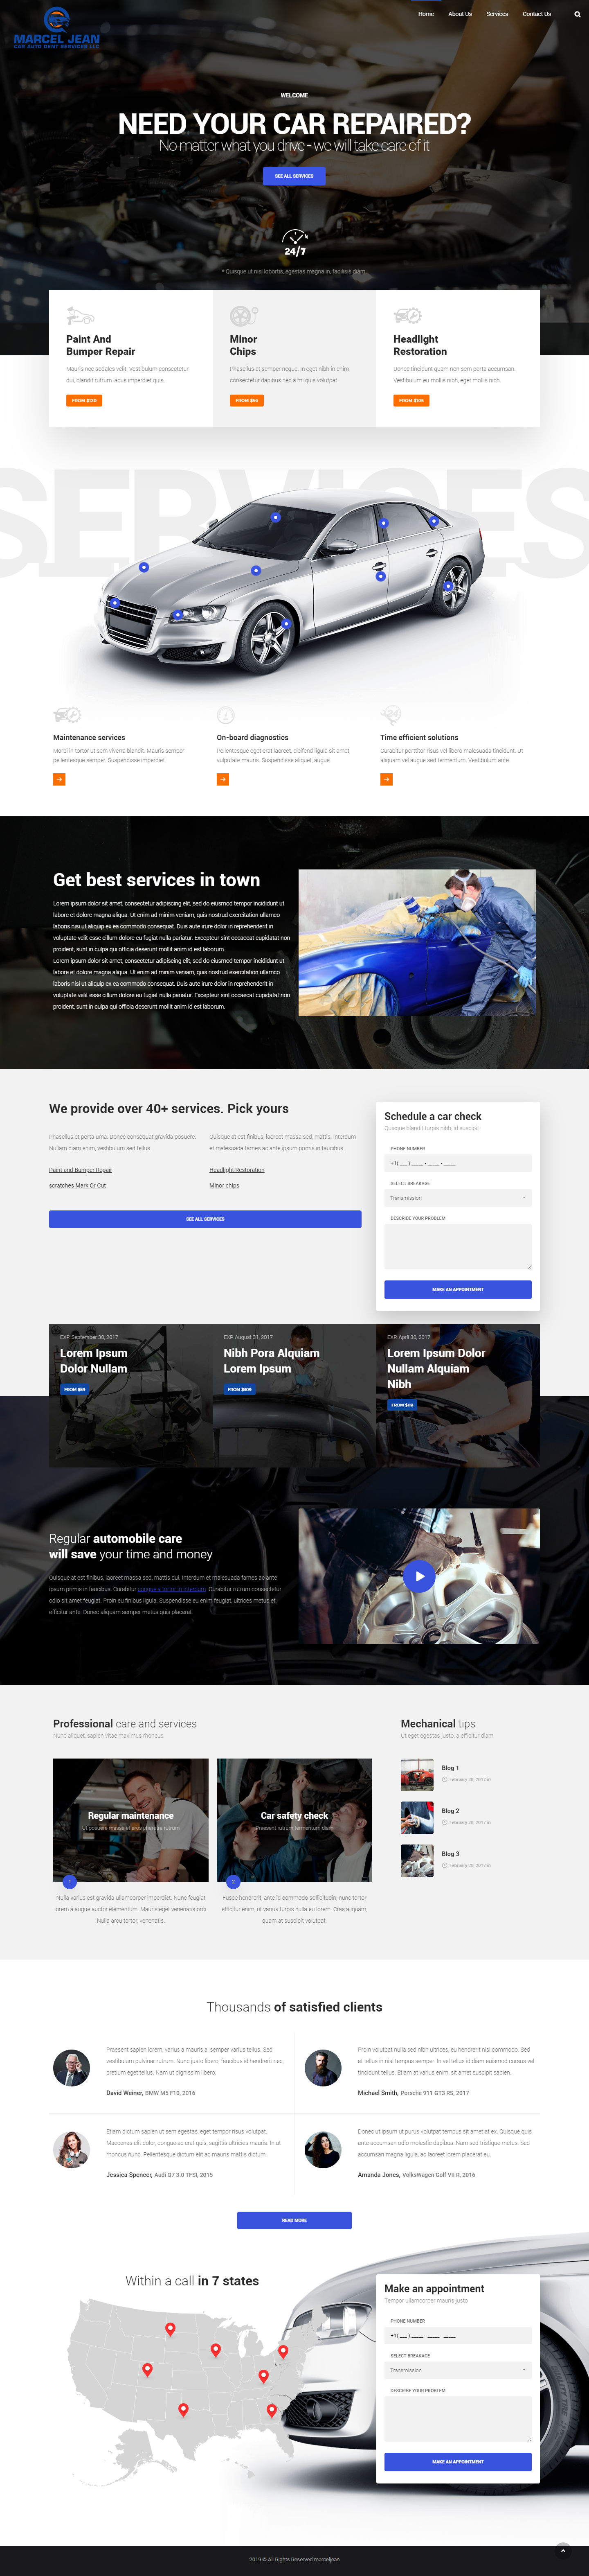 MARCEL JEAN
CAR AUTO DENT SERVICES LLC
Home
About Us
Services
Contact Us
WELCOME
NEED YOUR CAR REPAIRED?
No matter what you drive - we will take care of it
SEE ALL SERVICES
24/7
* Quisque ut nisl lobortis, egestas magna in, facilisis diam.
Paint And
Bumper Repair
Mauris nec sodales velit. Vestibulum consectetur
dui, blandit rutrum lacus imperdiet quis.
Minor
Chips
Phasellus et semper neque. In eget nibh in enim
consectetur dapibus nec a mi quis volutpat.
Headlight
Restoration
Donec tincidunt quam non sem porta accumsan.
Vestibulum eu mollis nibh, eget mollis nibh.
SERVICES
Maintenance services
Morbi in tortor ut sem viverra blandit. Mauris semper
pellentesque semper. Suspendisse imperdiet.
On-board diagnostics
Pellentesque eget erat laoreet, eleifend ligula sit amet,
vulputate mauris. Suspendisse aliquet, augue.
Time efficient solutions
Curabitur porttitor risus vel libero malesuada tincidunt. Ut
aliquam vel augue sed fermentum. Vestibulum ante.
Get best services in town
Lorem ipsum dolor sit amet, consectetur adipisicing elit, sed do eiusmod tempor incididunt ut
labore et dolore magna aliqua. Ut enim ad minim veniam, quis nostrud exercitation ullamco
laboris nisi ut aliquip ex ea commodo consequat. Duis aute irure dolor in reprehenderit in
voluptate velit esse cillum dolore eu fugiat nulla pariatur. Excepteur sint occaecat cupidatat non
proident, sunt in culpa qui officia deserunt mollit anim id est laborum.
Lorem ipsum dolor sit amet, consectetur adipisicing elit, sed do eiusmod tempor incididunt ut
labore et dolore magna aliqua. Ut enim ad minim veniam, quis nostrud exercitation ullamco
laboris nisi ut aliquip ex ea commodo consequat. Duis aute irure dolor in reprehenderit in
voluptate velit esse cillum dolore eu fugiat nulla pariatur. Excepteur sint occaecat cupidatat non
proident, sunt in culpa qui officia deserunt mollit anim id est laborum.
We provide over 40+ services. Pick yours
Phasellus et porta urna. Donec consequat gravida posuere
Nullam diam enim, vestibulum sed tellus.
Quisque at est finibus, laoreet massa sed, mattis. Interdum
et malesuada fames ac ante ipsum primis in faucibus.
Paint and Bumper Repair
scratches Mark Or Cut
Headlight Restoration
Minor chips
SEE ALL SERVICES
Schedule a car check
Quisque blandit turpis nibh, id suscipit
PHONE NUMBER
+1( ___ ) ____ - ____ - ____
SELECT BREAKAGE
Transmission
DESCRIBE YOUR PROBLEM
MAKE AN APPOINTMENT
EXP. September 30, 2017
Lorem Ipsum
Dolor Nullam
EXP. August 31, 2017
Nibh Pora Alquiam
Lorem Ipsum
EXP. April 30, 2017
Lorem Ipsum Dolor
Nullam Alquiam
Nibh
Regular automobile care
will save your time and money
Quisque at est finibus, laoreet massa sed, mattis dui. Interdum et malesuada fames ac ante
ipsum primis in faucibus. Curabitur congue a tortor in interdum. Curabitur rutrum consectetur
odio sit amet feugiat. Proin eu finibus ligula. Suspendisse eu enim feugiat, ultrices metus et,
efficitur ante. Donec aliquam semper metus quis placerat.
Professional care and services
Nunc aliquet, sapien vitae maximus rhoncus
Regular maintenance
1
Nulla varius est gravida ullamcorper imperdiet. Nunc feugiat
lorem a augue auctor elementum. Mauris eget venenatis orci.
Nulla arcu tortor, venenatis.
Car safety check
Praesent rutrum fermentum diam
2
Fusce hendrerit, ante id commodo sollicitudin, nunc tortor
efficitur enim, ut varius turpis nulla eu lorem. Cras aliquam,
quam at suscipit volutpat
Mechanical tips
Ut eget egestas justo, a efficitur diam
Blog 1
February 28, 2017 In
Blog 2
February 28, 2017 In
Blog 3
February 28, 2017 In
Thousands of satisfied clients
Praesent sapien lorem, varius a mauris a, semper varius tellus. Sed
vestibulum pulvinar rutrum. Nunc justo libero, faucibus id hendrerit nec,
pretium eget tellus. Nam ut dignissim libero.
David Weiner, BMW M5 F10, 2016
Proin volutpat nulla sed nibh ultrices, eu hendrerit nisl commodo. Sed
at tellus in nisl tempus semper. In vel tellus id diam euismod cursus vel
tincidunt tellus. Etiam at varius enim, sit amet suscipit sapien.
Michael Smith, Porsche 911 GT3 RS, 2017
Etiam dictum sapien ut sem egestas, eget tempor risus volutpat.
Maecenas elit dolor, congue ac erat quis, sagittis ultricies mauris. In ut
rhoncus nunc. Pellentesque dictum elit ac mauris mattis dictum.
Jessica Spencer, Audi Q7 3.0 TFSI, 2015
Donec ut ipsum ut purus volutpat tempus sit amet at ex. Quisque quis
ante accumsan odio molestie dapibus. Nam sed tristique metus. Sed
accumsan magna ligula, ac laoreet lorem placerat eu.
Amanda Jones, VolksWagen Golf VII R, 2016
READ MORE
Within a call in 7 states
Make an appointment
Tempor ullamcorper mauris justo.
PHONE NUMBER
+1( ___ ) ____ - ____ - ____
SELECT BREAKAGE
Transmission
DESCRIBE YOUR PROBLEM
MAKE AN APPOINTMENT
2019 © All Rights Reserved marceljean